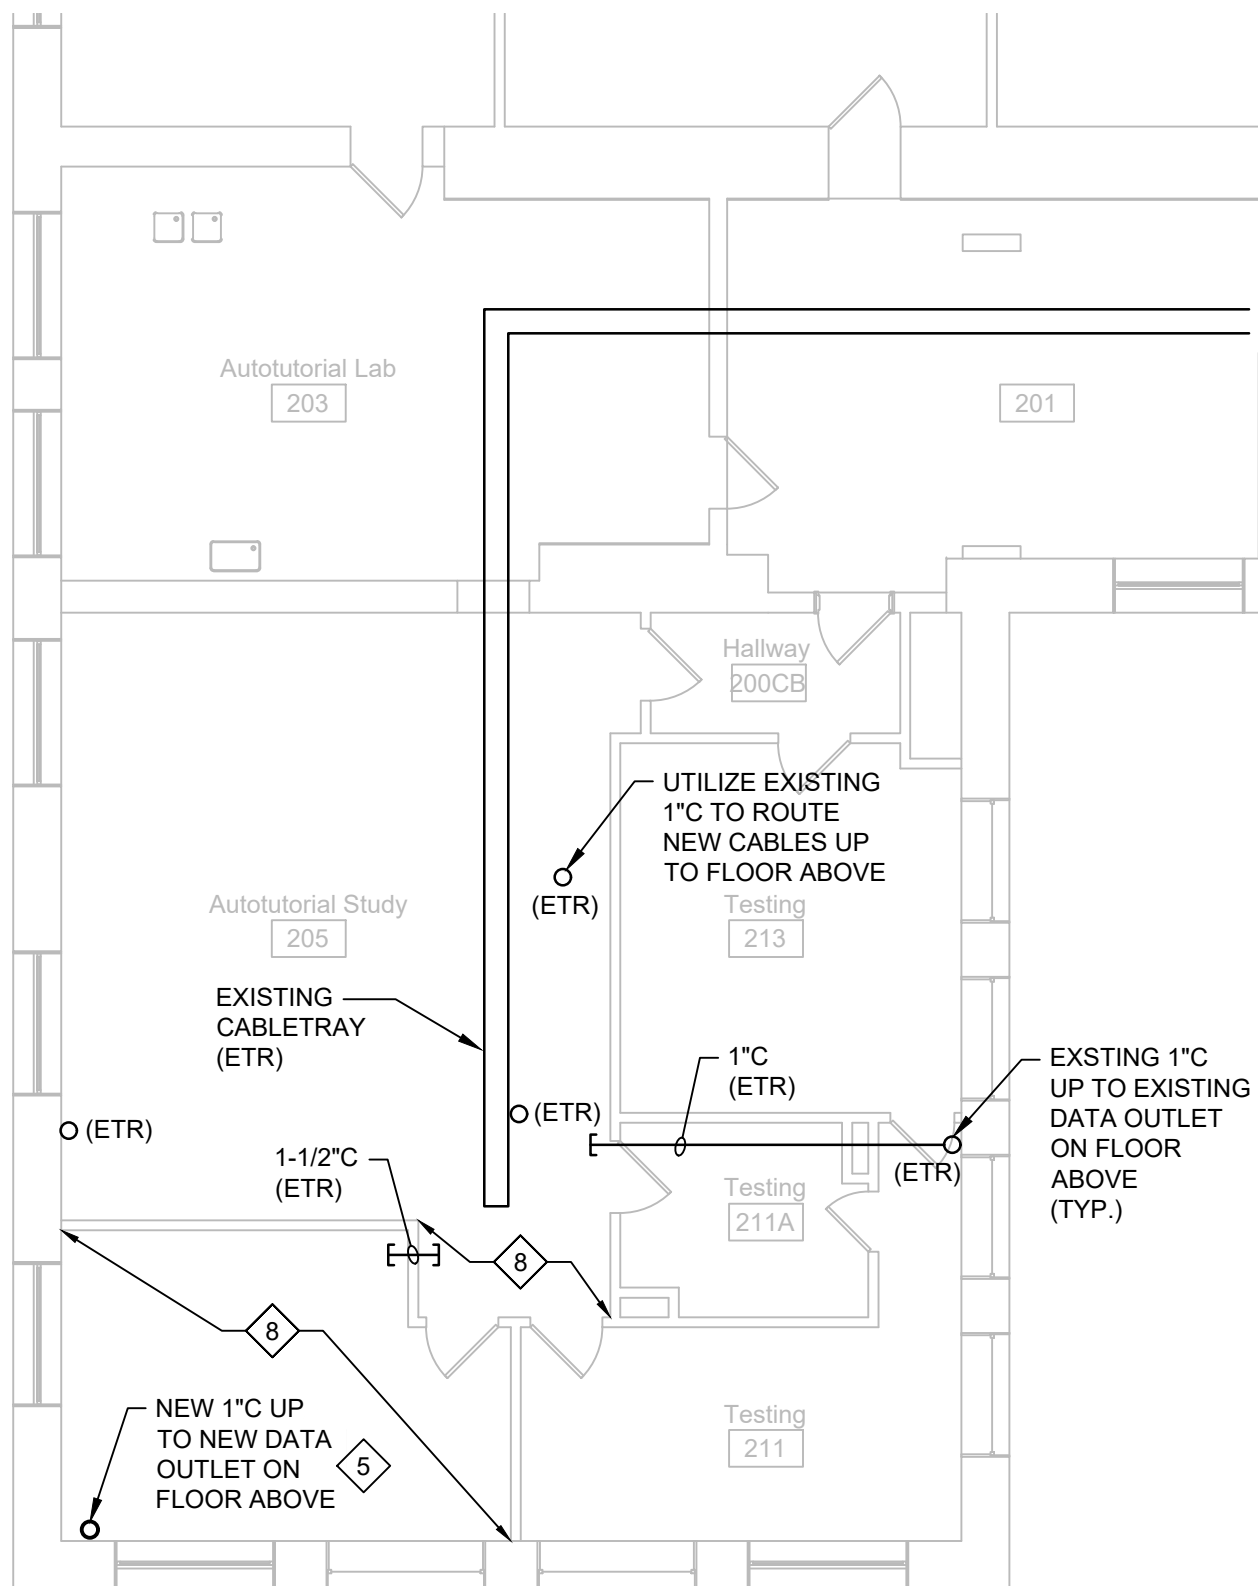 Autotutorial Lab
203
201
Hallway
200CB
UTILIZE EXISTING
1"C TO ROUTE
NEW CABLES UP
TO FLOOR ABOVE
(ETR)
Autotutorial Study
205
Testing
213
EXISTING
CABLETRAY
(ETR)
1"C
(ETR)
EXSTING 1"C
UP TO EXISTING
DATA OUTLET
ON FLOOR
ABOVE
(TYP.)
(ETR)
(ETR)
(ETR)
1-1/2"C
(ETR)
Testing
211A
8
8
NEW 1"C UP
TO NEW DATA
OUTLET ON
FLOOR ABOVE
5
Testing
211